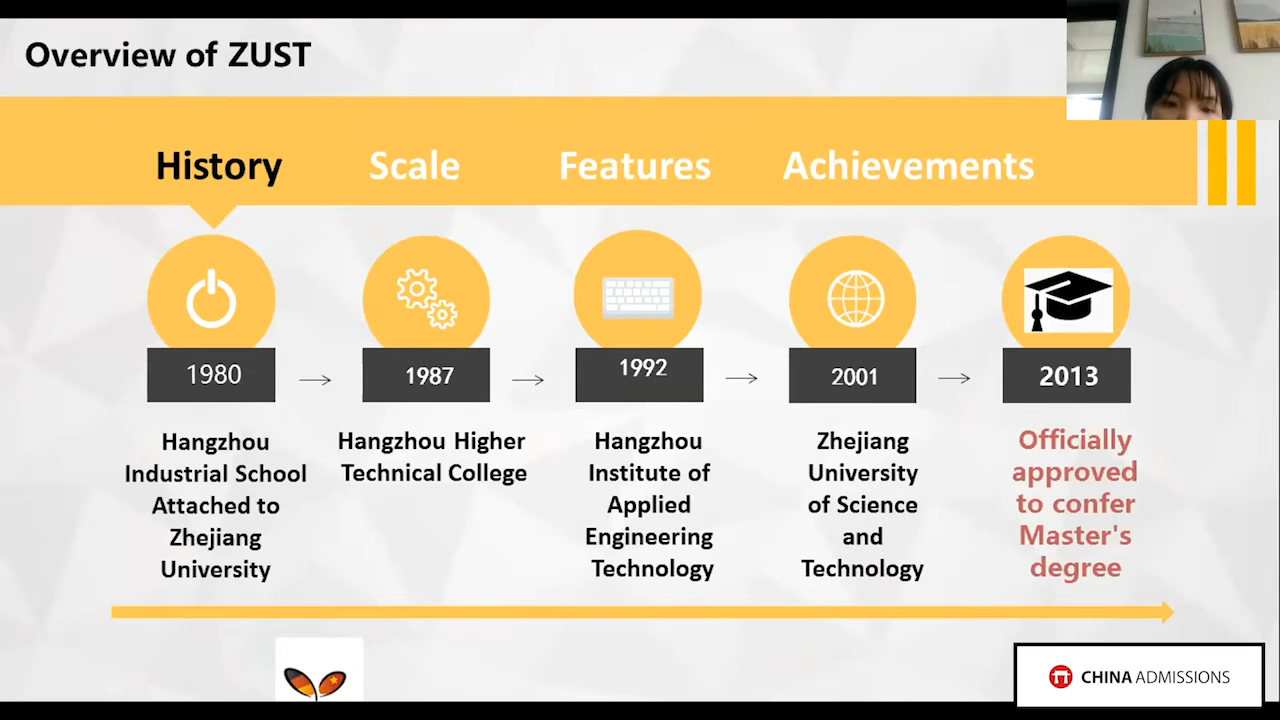 Overview of ZUST
History Scale Features Achievements
1980
Hangzhou
Industrial School
Attached to
Zhejiang
University
1987
Hangzhou Higher
Technical College
1992
Hangzhou
Institute of
Applied
Engineering
Technology
2001
Zhejiang
University
of Science
and
Technology
2013
Officially
approved
to confer
Master's
degree
CHINA ADMISSIONS